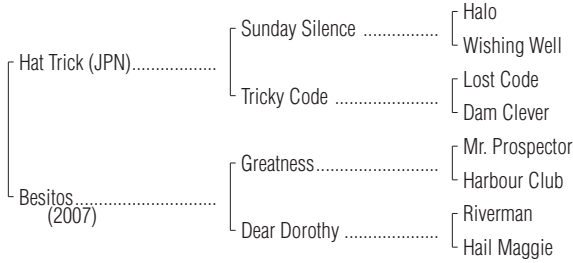 Halo
Sunday Silence ..................
Wishing Well
Hat Trick (JPN)....................
Lost Code
Tricky Code .........................
Dam Clever
Mr. Prospector
Greatness.............................
Harbour Club
Besitos.................................
(2007)
Riverman
Dear Dorothy ......................
Hail Maggie